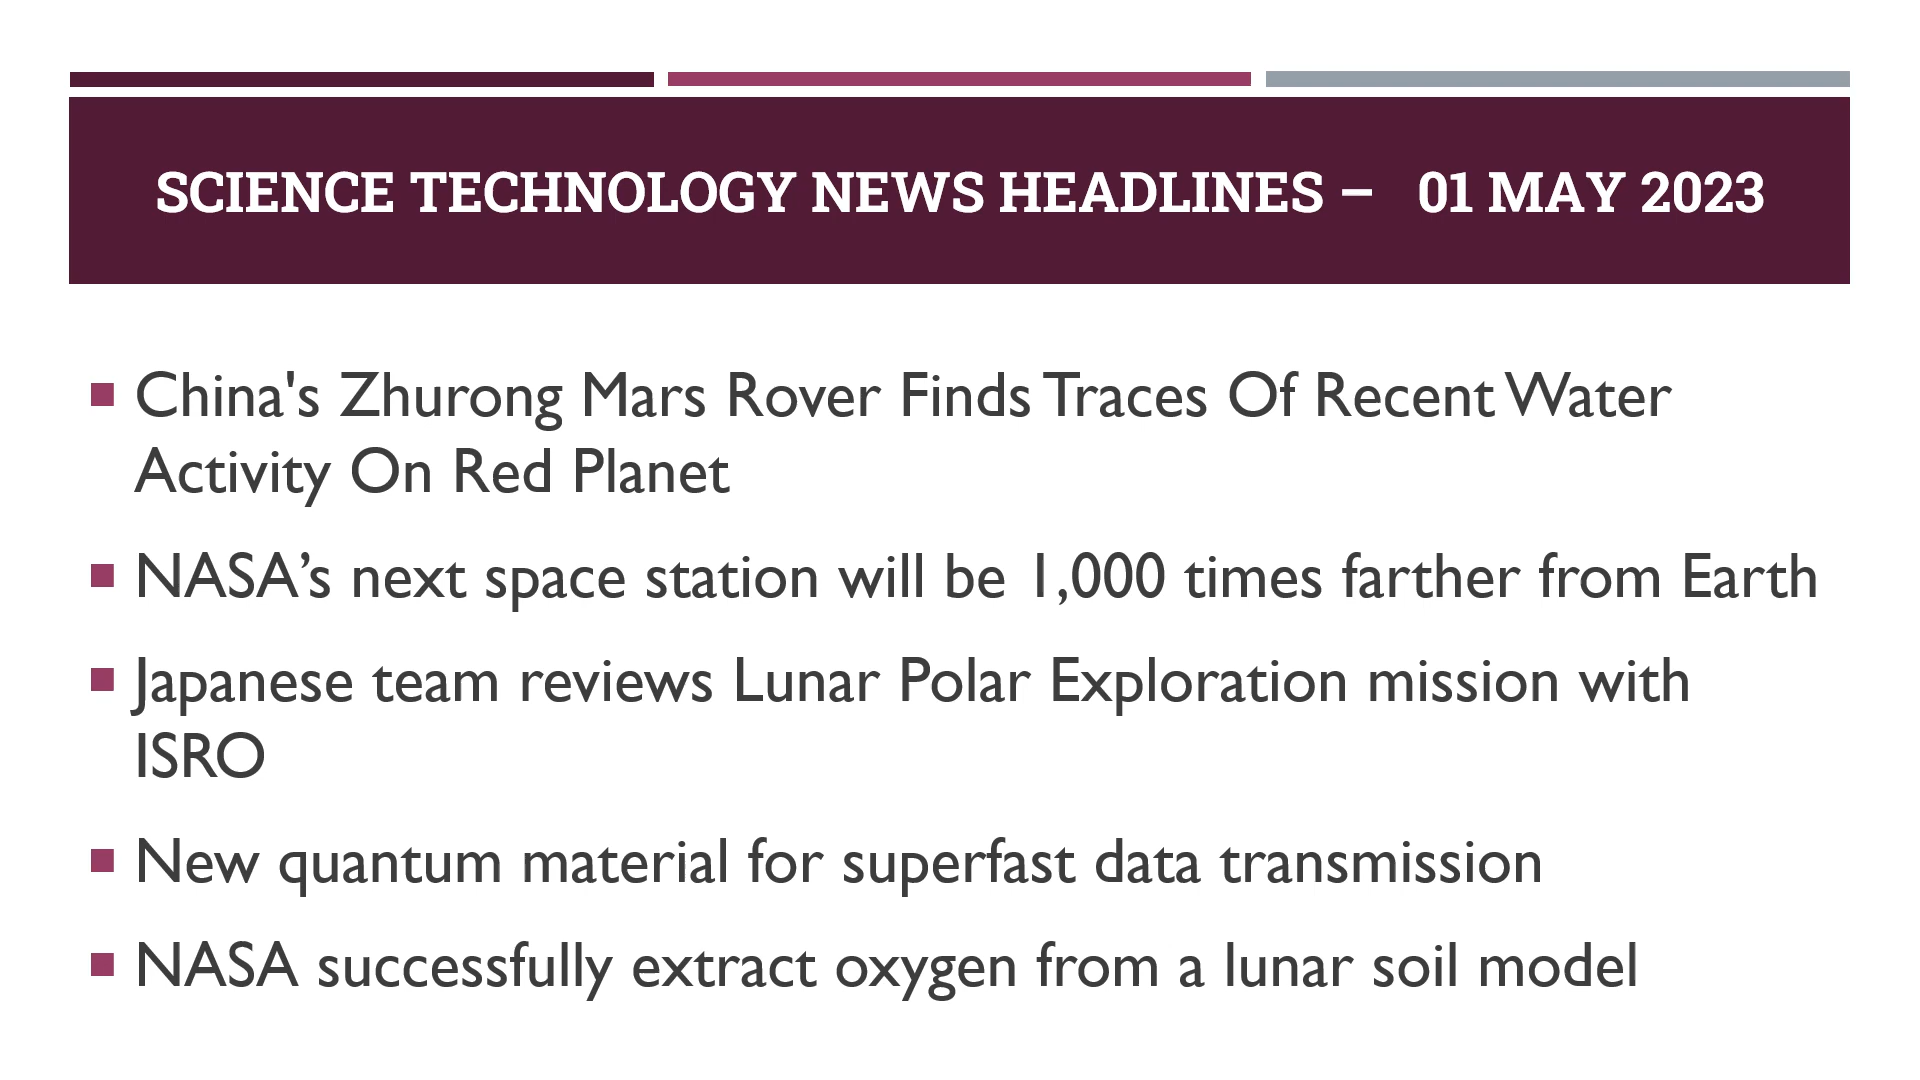 SCIENCE TECHNOLOGY NEWS HEADLINES – 01 MAY 2023
China's Zhurong Mars Rover Finds Traces Of Recent Water
Activity On Red Planet
NASA’s next space station will be 1,000 times farther from Earth
Japanese team reviews Lunar Polar Exploration mission with
ISRO
New quantum material for superfast data transmission
NASA successfully extract oxygen from a lunar soil model